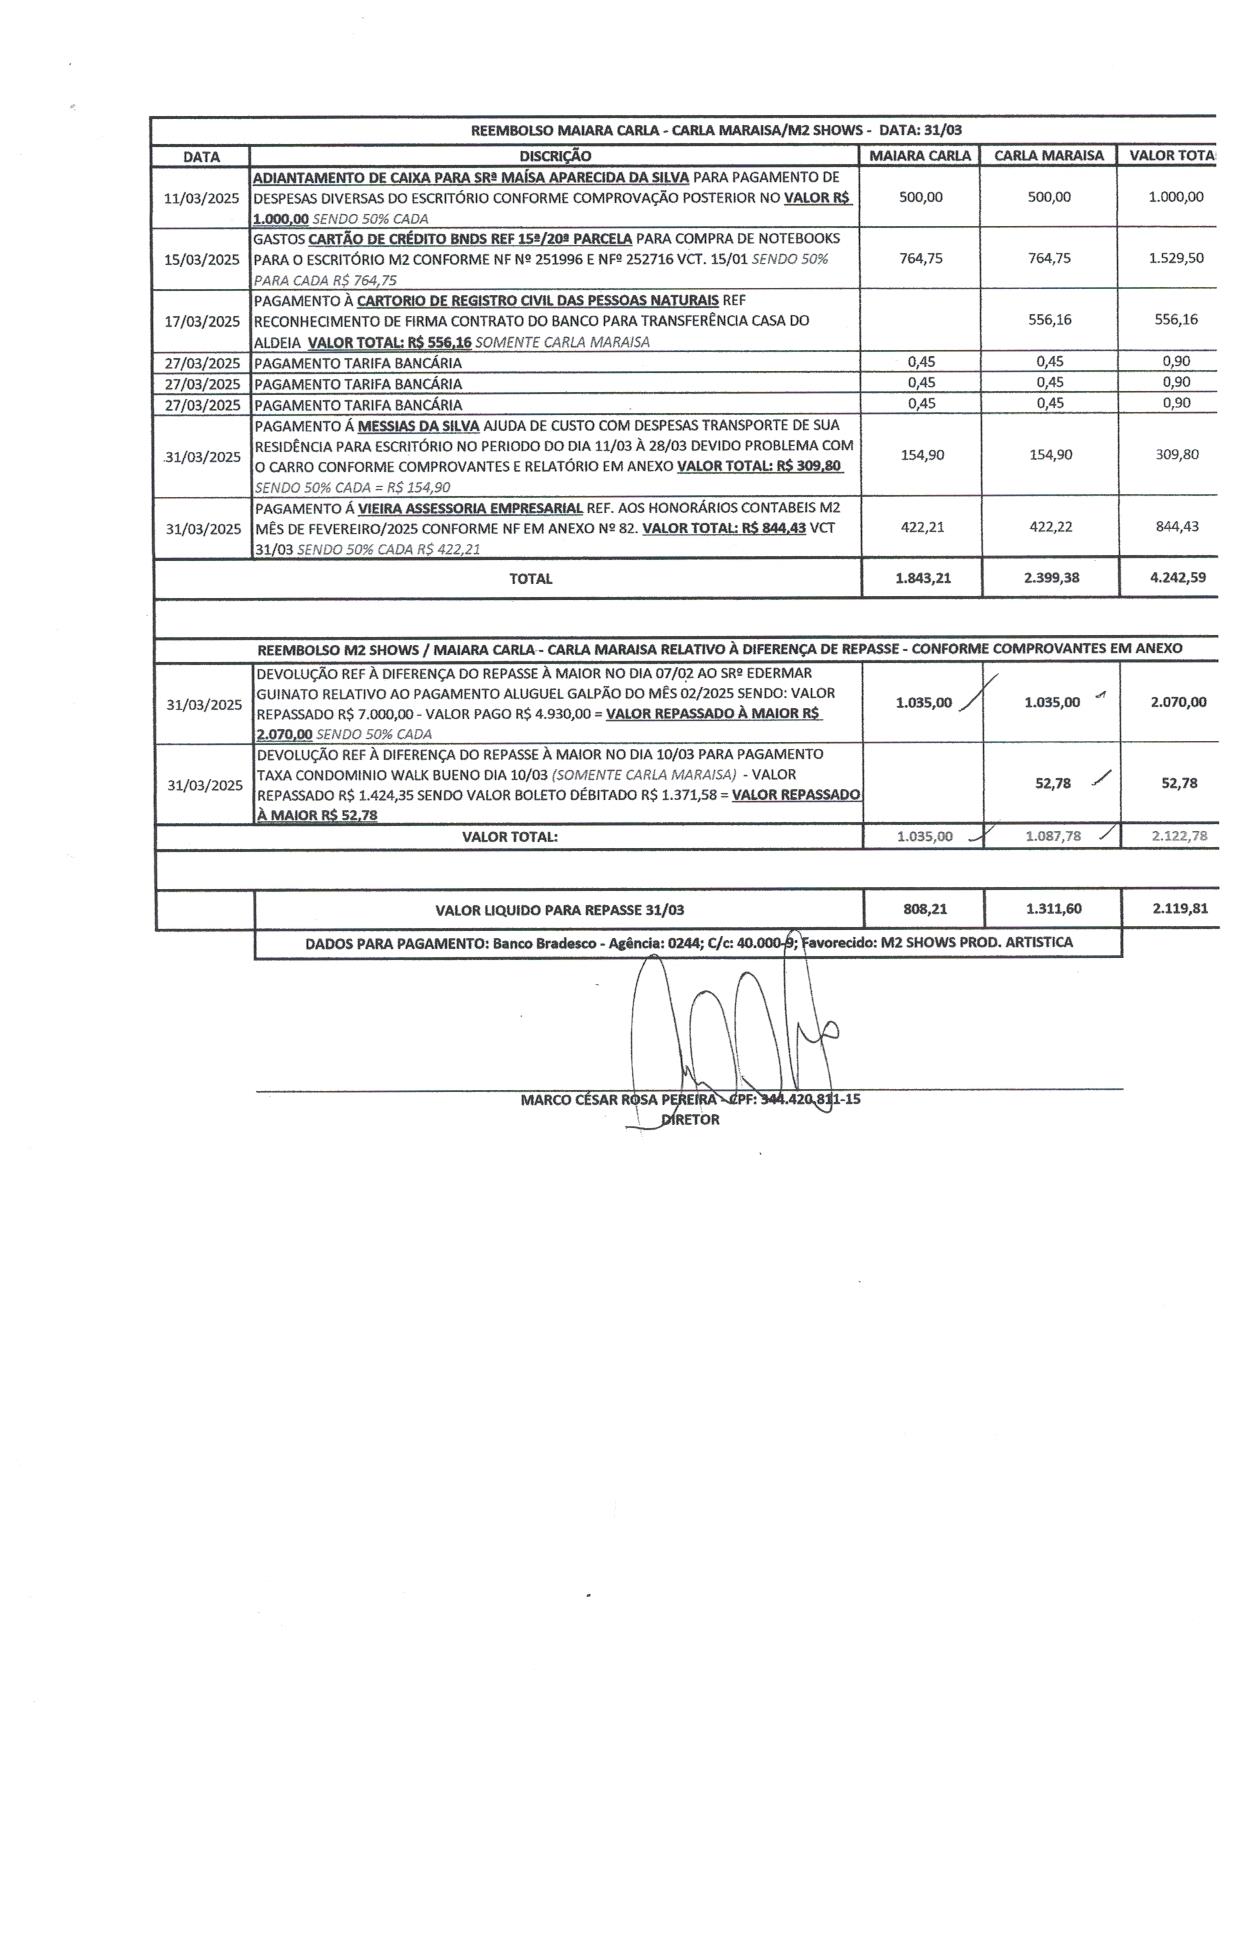 REEMBOLSO MAIARA CARLA - CARLA MARAISA/M2 SHOWS -  DATA: 31/03
DATA DISCRIÇÃO MAIARA CARLA CARLA MARAISA VALOR TOTA
11/03/2025 ADIANTAMENTO DE CAIXA PARA SRª MAÍSA APARECIDA DA SILVA PARA PAGAMENTO DE
DESPESAS DIVERSAS DO ESCRITÓRIO CONFORME COMPROVAÇÃO POSTERIOR NO VALOR R$
1.000,00 SENDO 50% CADA
500,00 500,00 1.000,00
15/03/2025 GASTOS CARTÃO DE CRÉDITO BNDS REF 15ª/20ª PARCELA PARA COMPRA DE NOTEBOOKS
PARA O ESCRITÓRIO M2 CONFORME NF Nº 251996 E NFº 252716 VCT. 15/01 SENDO 50%
PARA CADA R$ 764,75
764,75 764,75 1.529,50
17/03/2025 PAGAMENTO À CARTORIO DE REGISTRO CIVIL DAS PESSOAS NATURAIS REF
RECONHECIMENTO DE FIRMA CONTRATO DO BANCO PARA TRANSFERÊNCIA CASA DO
ALDEIA  VALOR TOTAL: R$ 556,16 SOMENTE CARLA MARAISA
556,16 556,16
27/03/2025 PAGAMENTO TARIFA BANCÁRIA 0,45 0,45 0,90
27/03/2025 PAGAMENTO TARIFA BANCÁRIA 0,45 0,45 0,90
27/03/2025 PAGAMENTO TARIFA BANCÁRIA 0,45 0,45 0,90
31/03/2025 PAGAMENTO Á MESSIAS DA SILVA AJUDA DE CUSTO COM DESPESAS TRANSPORTE DE SUA
RESIDÊNCIA PARA ESCRITÓRIO NO PERIODO DO DIA 11/03 À 28/03 DEVIDO PROBLEMA COM
O CARRO CONFORME COMPROVANTES E RELATÓRIO EM ANEXO VALOR TOTAL: R$ 309,80
SENDO 50% CADA = R$ 154,90
154,90 154,90 309,80
31/03/2025 PAGAMENTO Á VIEIRA ASSESSORIA EMPRESARIAL REF. AOS HONORÁRIOS CONTABEIS M2
MÊS DE FEVEREIRO/2025 CONFORME NF EM ANEXO Nº 82. VALOR TOTAL: R$ 844,43 VCT
31/03 SENDO 50% CADA R$ 422,21
422,21 422,22 844,43
TOTAL 1.843,21 2.399,38 4.242,59
REEMBOLSO M2 SHOWS / MAIARA CARLA - CARLA MARAISA RELATIVO À DIFERENÇA DE REPASSE - CONFORME COMPROVANTES EM ANEXO
31/03/2025 DEVOLUÇÃO REF À DIFERENÇA DO REPASSE À MAIOR NO DIA 07/02 AO SRº EDERMAR
GUINATO RELATIVO AO PAGAMENTO ALUGUEL GALPÃO DO MÊS 02/2025 SENDO: VALOR
REPASSADO R$ 7.000,00 - VALOR PAGO R$ 4.930,00 = VALOR REPASSADO À MAIOR R$
2.070,00 SENDO 50% CADA
1.035,00 1.035,00 2.070,00
31/03/2025 DEVOLUÇÃO REF À DIFERENÇA DO REPASSE À MAIOR NO DIA 10/03 PARA PAGAMENTO
TAXA CONDOMINIO WALK BUENO DIA 10/03 (SOMENTE CARLA MARAISA)  - VALOR
REPASSADO R$ 1.424,35 SENDO VALOR BOLETO DÉBITADO R$ 1.371,58 = VALOR REPASSADO
À MAIOR R$ 52,78
52,78 52,78
VALOR TOTAL: 1.035,00 1.087,78 2.122,78
VALOR LIQUIDO PARA REPASSE 31/03 808,21 1.311,60 2.119,81
DADOS PARA PAGAMENTO: Banco Bradesco - Agência: 0244; C/c: 40.000-9; Favorecido: M2 SHOWS PROD. ARTISTICA
MARCO CÉSAR ROSA PEREIRA - CPF: 344.420.811-15
DIRETOR